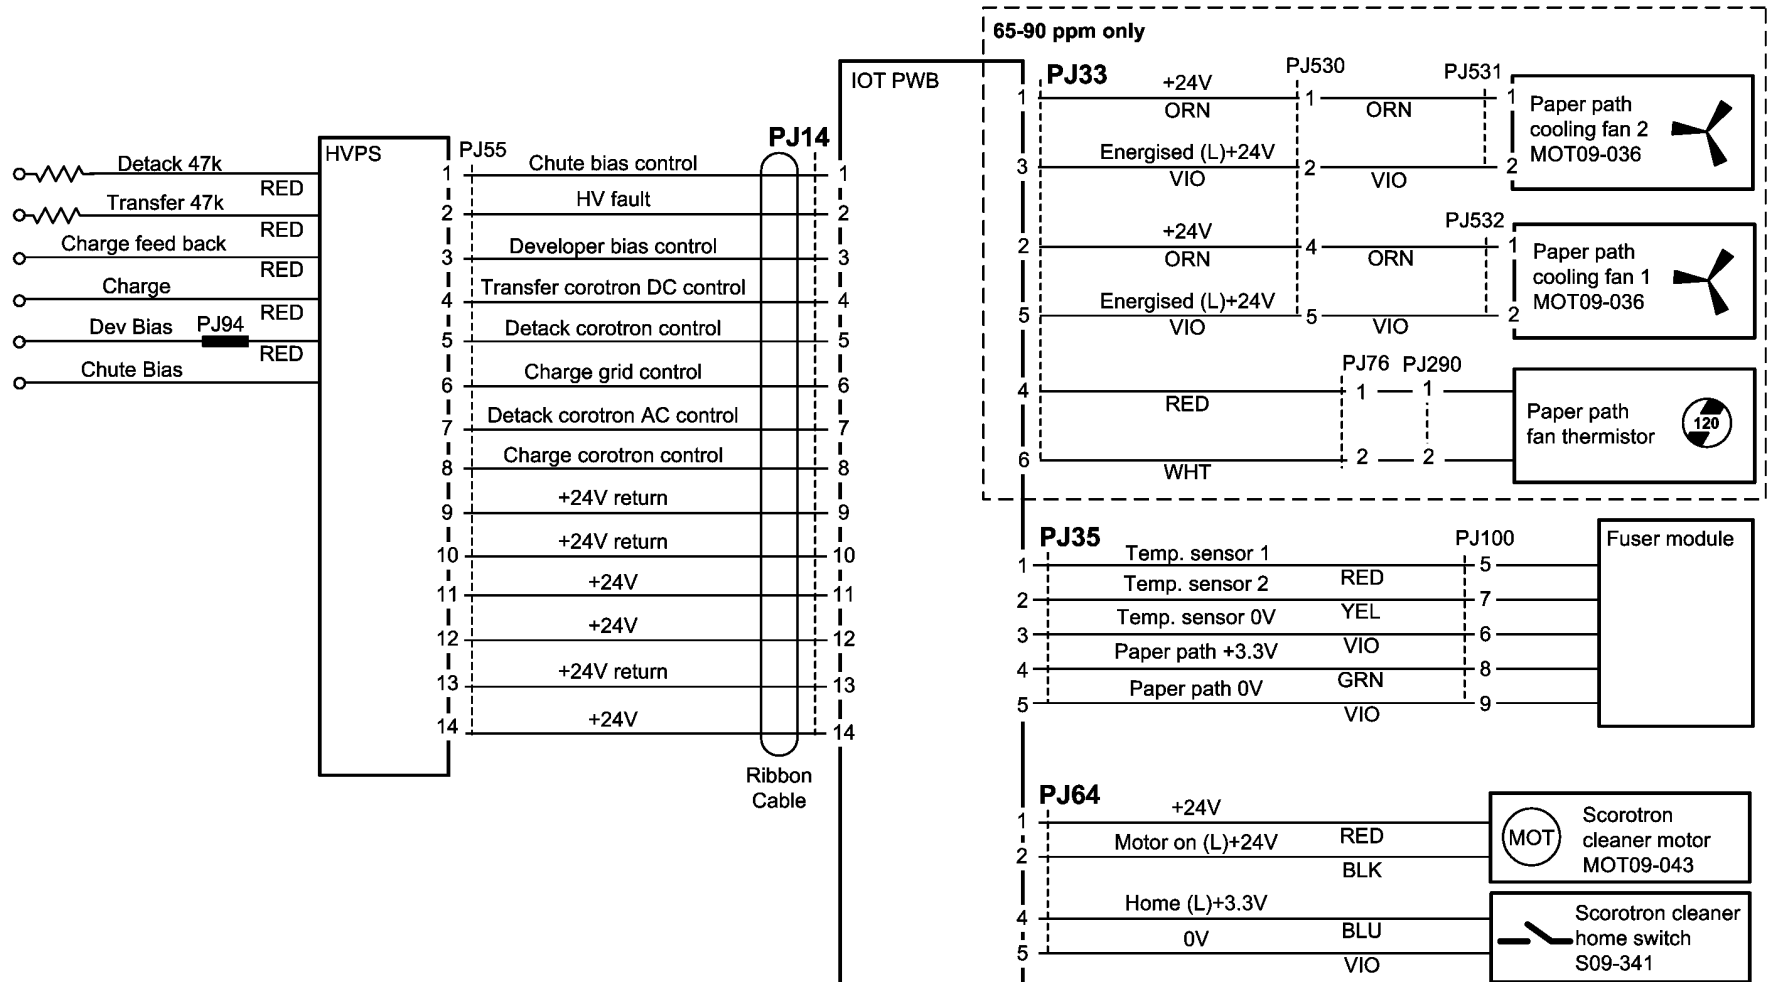 65-90 ppm only
IOT PWB
PJ33
PJ530
PJ531
1
+24V
ORN
1
ORN
1
3
Energised (L)+24V
VIO
2
VIO
2
Paper path
cooling fan 2
MOT09-036
PJ532
2
+24V
ORN
4
ORN
1
5
Energised (L)+24V
VIO
5
VIO
2
Paper path
cooling fan 1
MOT09-036
PJ76
PJ290
4
RED
1
1
6
WHT
2
2
Paper path
fan thermistor
120
HVPS
PJ55
PJ14
Detack 47k
RED
Transfer 47k
RED
Charge feed back
RED
Charge
RED
Dev Bias
PJ94
RED
Chute Bias
1
Chute bias control
1
2
HV fault
2
3
Developer bias control
3
4
Transfer corotron DC control
4
5
Detack corotron control
5
6
Charge grid control
6
7
Detack corotron AC control
7
8
Charge corotron control
8
9
+24V return
9
10
+24V return
10
11
+24V
11
12
+24V
12
13
+24V return
13
14
+24V
14
Ribbon
Cable
PJ35
PJ100
Fuser module
1
Temp. sensor 1
RED
5
2
Temp. sensor 2
YEL
7
3
Temp. sensor 0V
VIO
6
4
Paper path +3.3V
GRN
8
5
Paper path 0V
VIO
9
PJ64
1
+24V
RED
2
Motor on (L)+24V
BLK
MOT
Scorotron
cleaner motor
MOT09-043
4
Home (L)+3.3V
BLU
5
0V
VIO
Scorotron cleaner
home switch
S09-341